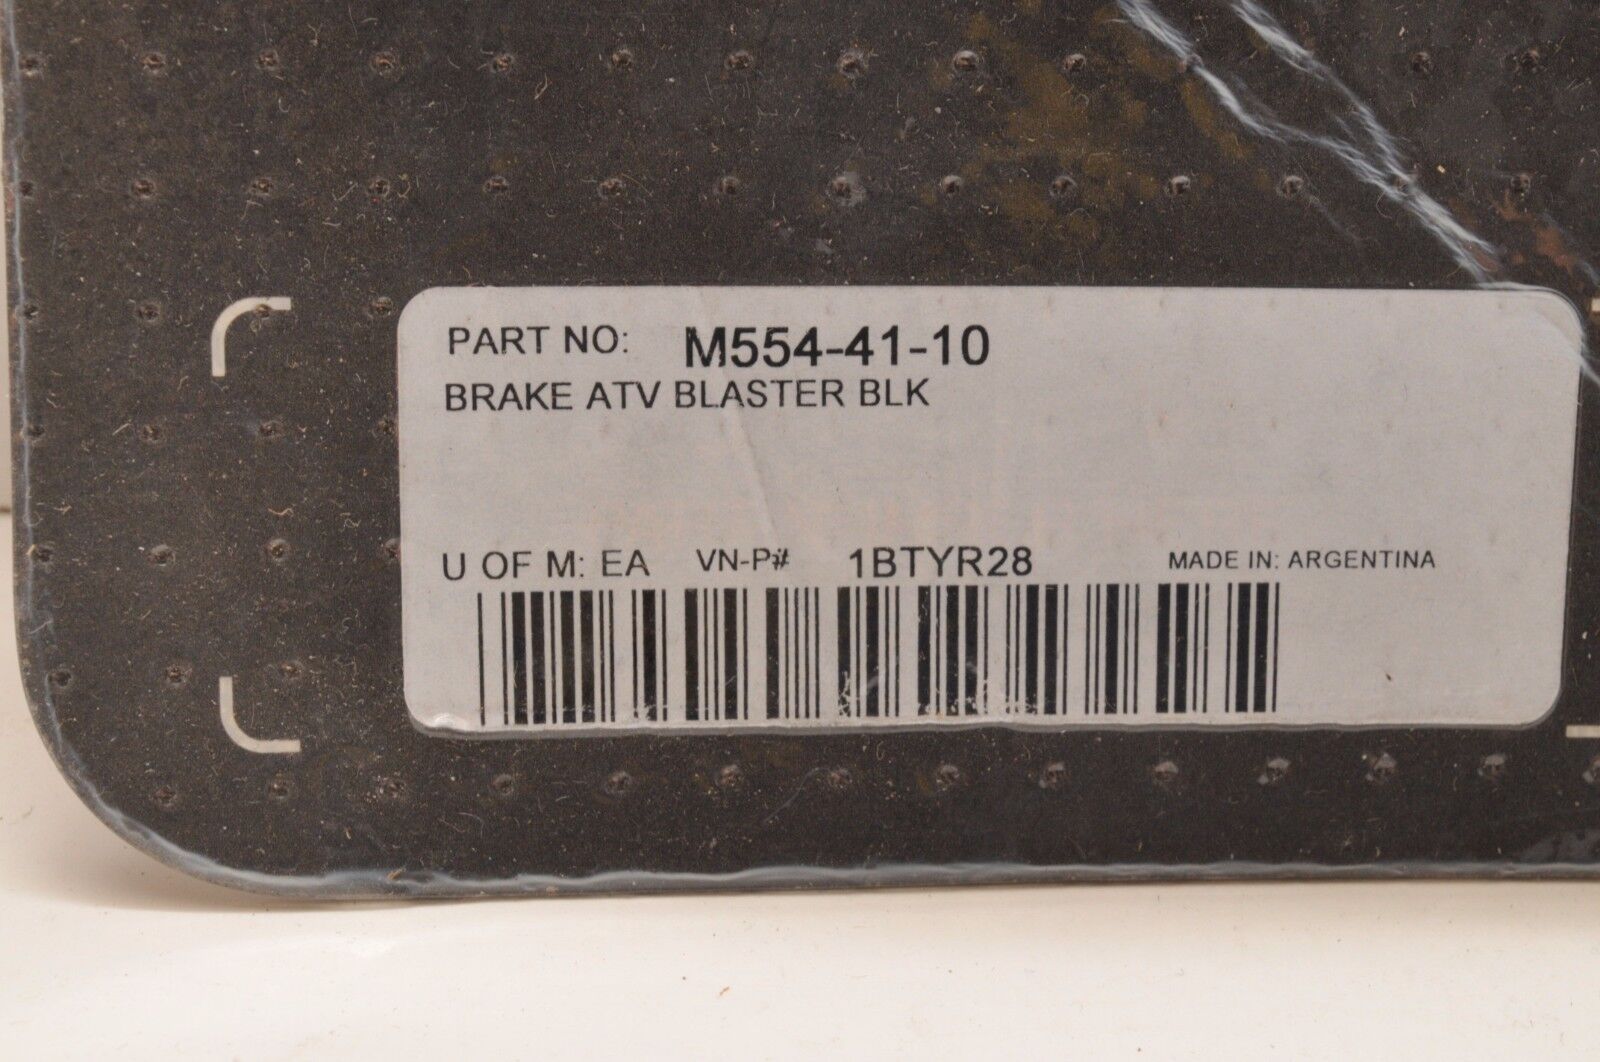 PART NO: M554-41-10
BRAKE ATV BLASTER BLK
U OF M: EA VN-P# 1BTYR28 MADE IN: ARGENTINA